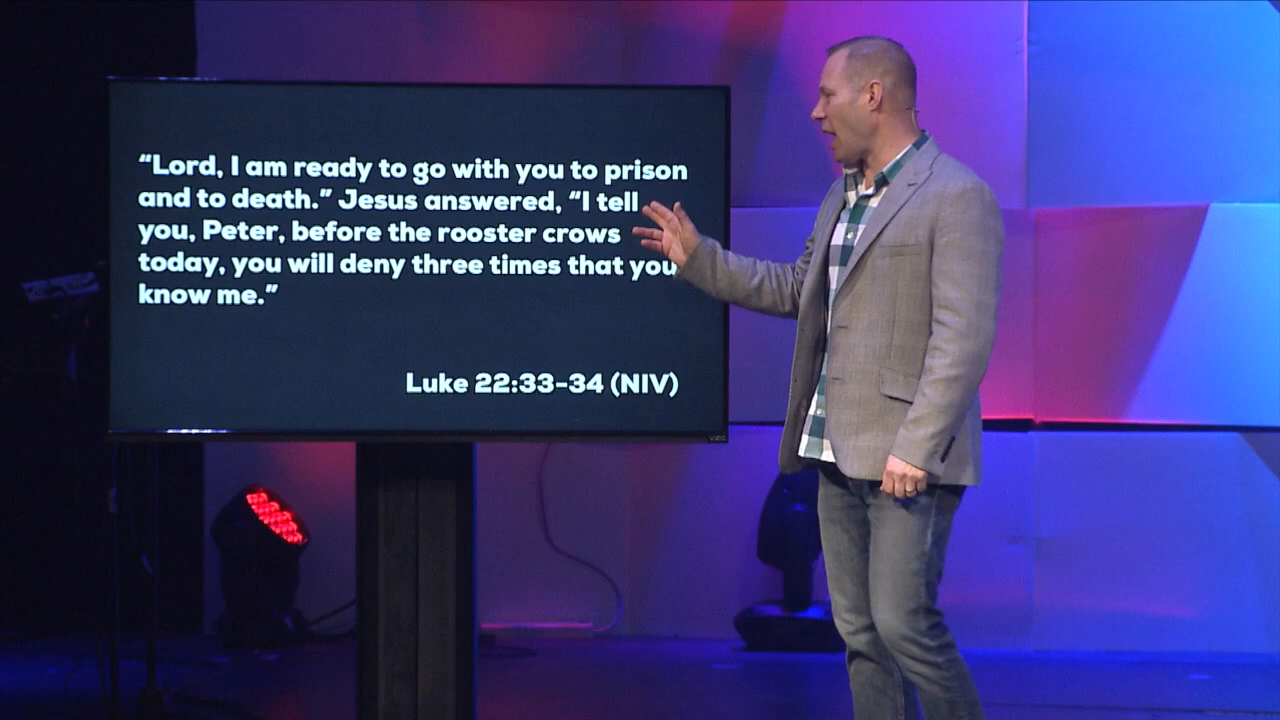 “Lord, I am ready to go with you to prison
and to death.” Jesus answered, “I tell
you, Peter, before the rooster crows
today, you will deny three times that you
know me.”
Luke 22:33-34 (NIV)
VIZIO